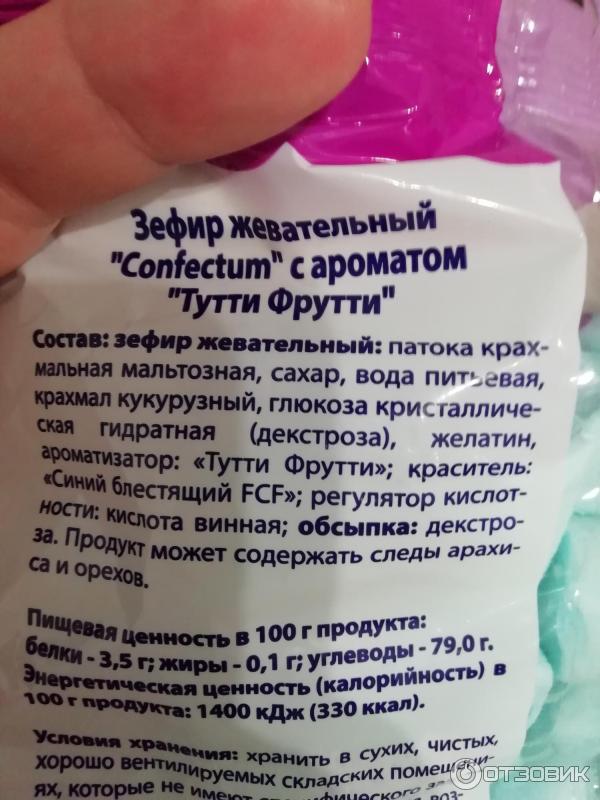 Зефир жевательный
"Confectum" с ароматом
"Тутти Фрутти"
Состав: зефир жевательный: патока крах-
мальная мальтозная, сахар, вода питьевая,
крахмал кукурузный, глюкоза кристалличе-
ская гидратная (декстроза), желатин,
ароматизатор: «Тутти Фрутти»; краситель:
«Синий блестящий FCF»; регулятор кислот-
ности: кислота винная; обсыпка: декстро-
за. Продукт может содержать следы арахи-
са и орехов.
Пищевая ценность в 100 г продукта:
белки - 3,5 г; жиры - 0,1 г; углеводы - 79,0 г.
Энергетическая ценность (калорийность) в
100 г продукта: 1400 кДж (330 ккал).
Условия хранения: хранить в сухих, чистых,
хорошо вентилируемых складских помещени-
ях, которые не имеют
ОТЗОВИК